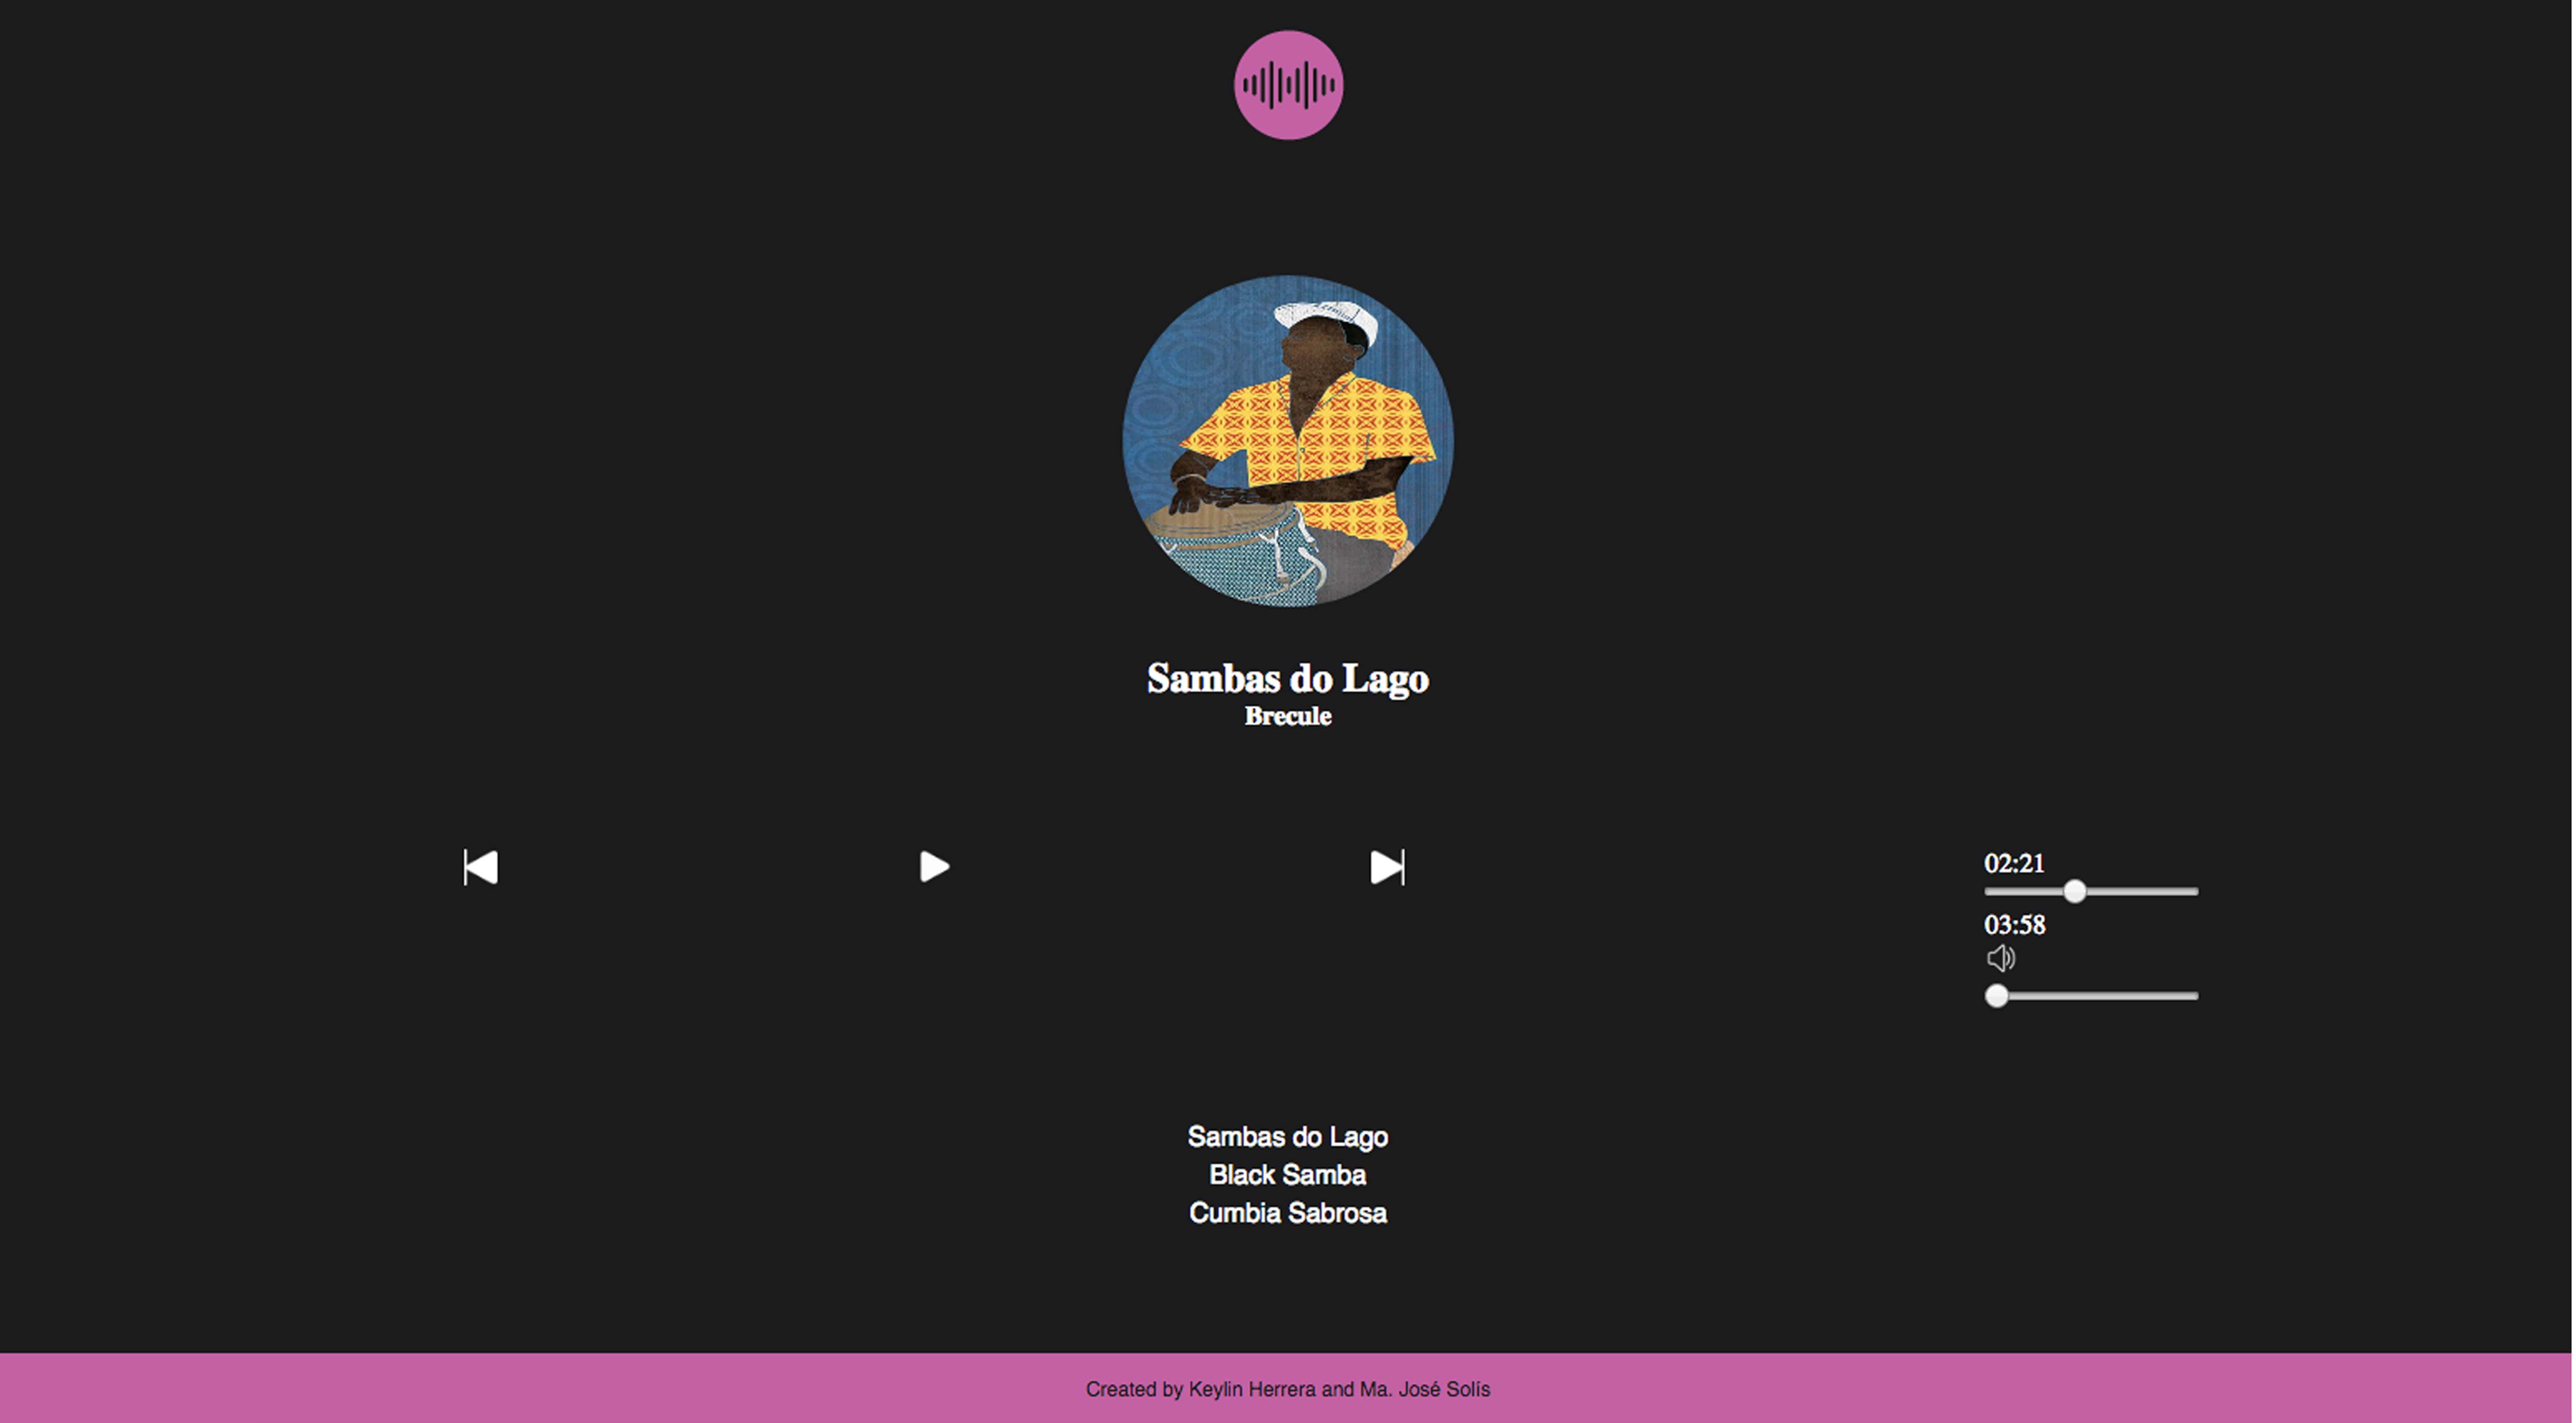 Sambas do Lago
Brecule
02:21
03:58
Sambas do Lago
Black Samba
Cumbia Sabrosa
Created by Keylin Herrera and Ma. José Solís